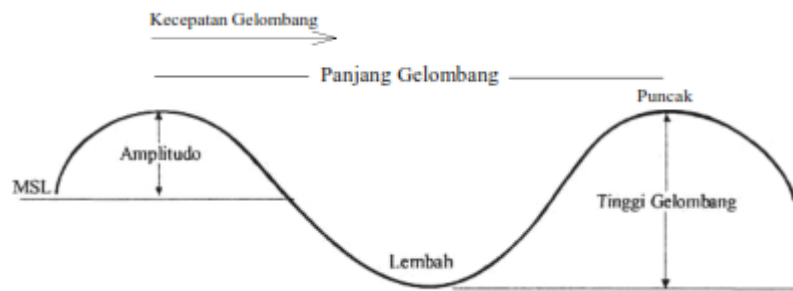 Kecepatan Gelombang
Panjang Gelombang
Puncak
Amplitudo
MSL
Tinggi Gelombang
Lembah